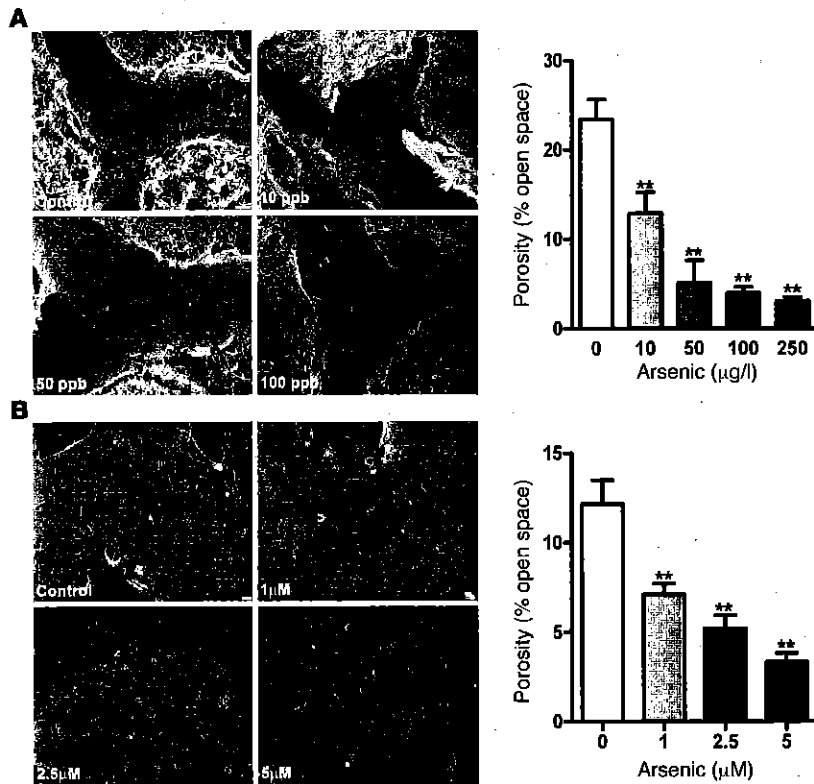 A
Control
10 ppb
50 ppb
100 ppb
Porosity (% open space)
30
20
10
0
**
**
**
**
0 10 50 100 250
Arsenic (µg/l)
B
Control
1µM
2.5µM
5µM
Porosity (% open space)
15
10
5
0
**
**
**
0 1 2.5 5
Arsenic (µM)